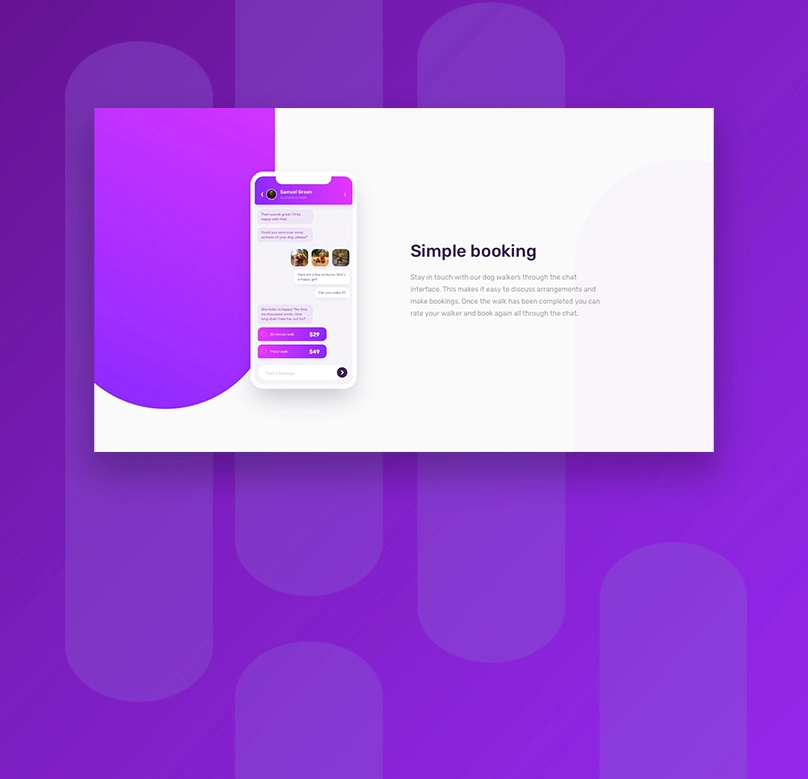 Samuel Green
Available to Walk
That sounds great. I'd be
happy with that.
Could you send over some
pictures of your dog, please?
Here are a few pictures. She's
a happy girl!
Can you make it?
She looks so happy! The time
we discussed works. How
long shall I take her out for?
30 minute walk $29
1 hour walk $49
Type a message…
Simple booking
Stay in touch with our dog walkers through the chat
interface. This makes it easy to discuss arrangements and
make bookings. Once the walk has been completed you can
rate your walker and book again all through the chat.